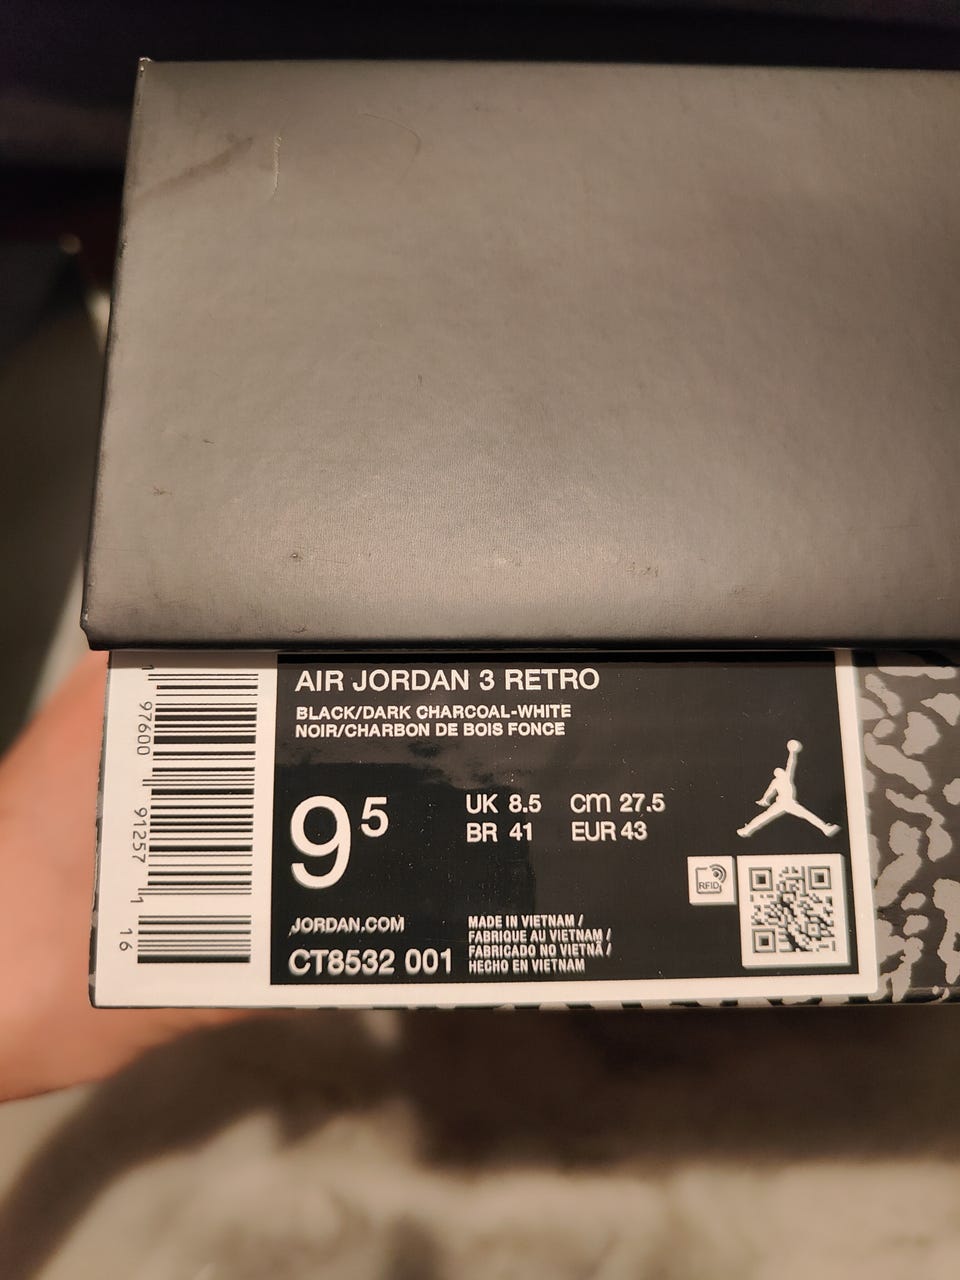 AIR JORDAN 3 RETRO
BLACK/DARK CHARCOAL-WHITE
NOIR/CHARBON DE BOIS FONCE
9 5
UK 8.5 cm 27.5
BR 41 EUR 43
RFID
JORDAN.COM
CT8532 001
MADE IN VIETNAM /
FABRIQUE AU VIETNAM /
FABRICADO NO VIETNÃ /
HECHO EN VIETNAM
1 97600 91257 1
16